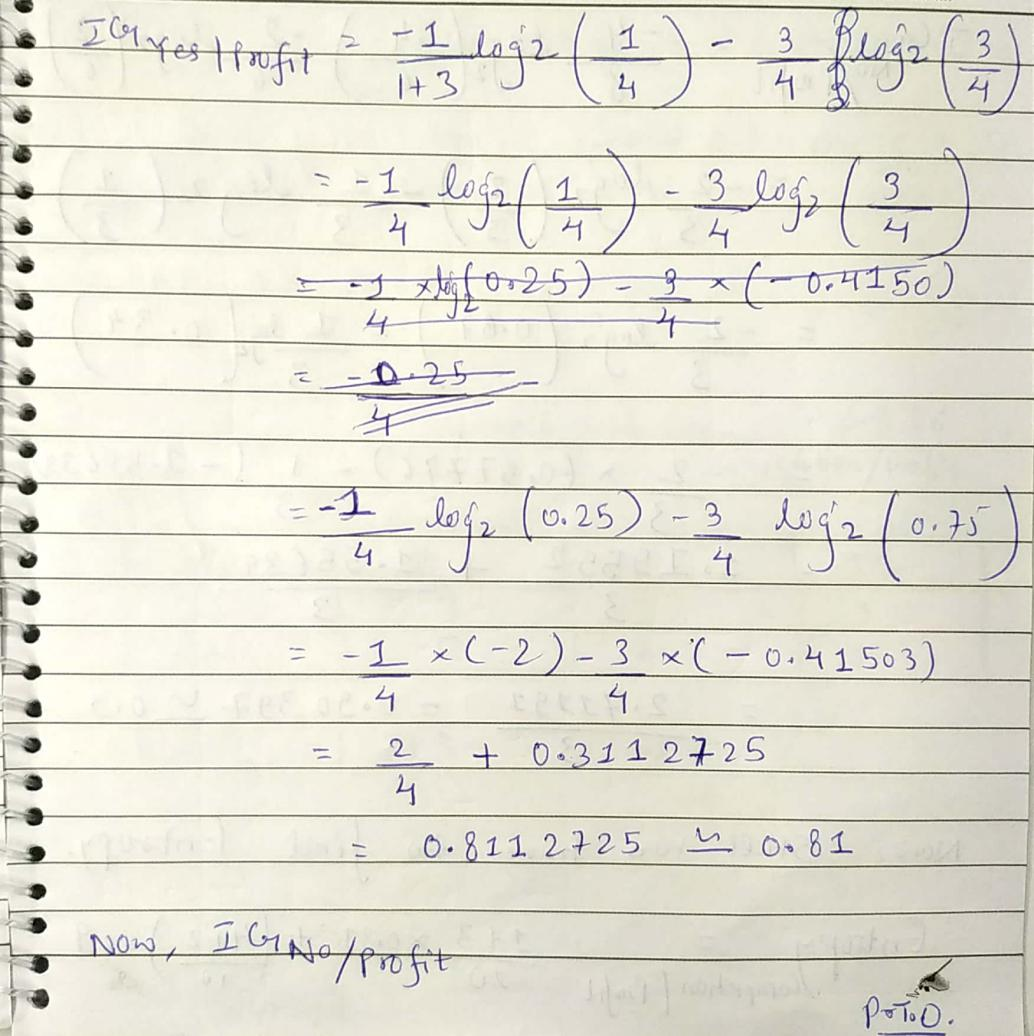 IG Yes | Profit = -1/1+3 log2 (1/4) - 3/4 log2 (3/4)
= -1/4 log2 (1/4) - 3/4 log2 (3/4)
= -1/4 x log2 (0.25) - 3/4 x (-0.4150)
= -0.25/4
= -1/4 log2 (0.25) - 3/4 log2 (0.75)
= -1/4 x (-2) - 3/4 x (-0.41503)
= 2/4 + 0.3112725
= 0.8112725 ≃ 0.81
Now, IG No/Profit
P.T.O.